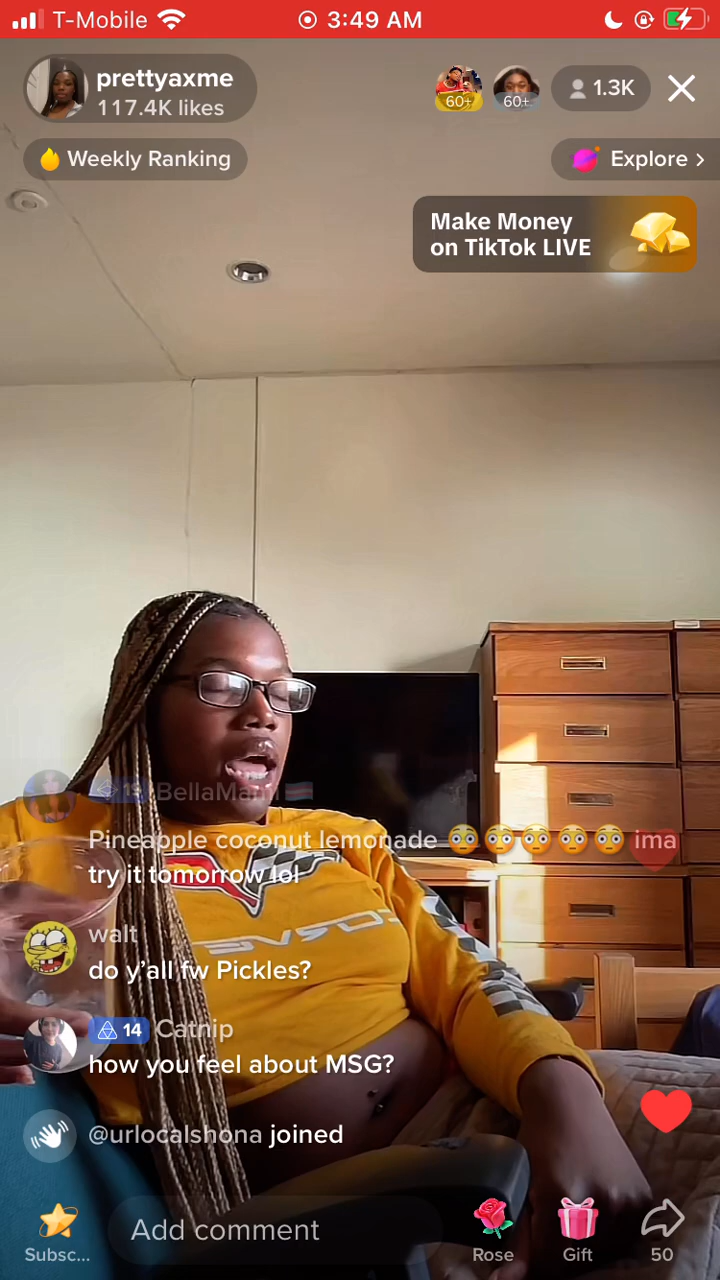 T-Mobile
3:49 AM
prettyaxme
117.4K likes
60+
60+
1.3K
Weekly Ranking
Explore >
Make Money
on TikTok LIVE
Pineapple coconut lemonade 😳😳😳😳😳 ima
try it tomorrow lol
walt
do y'all fw Pickles?
14 Catnip
how you feel about MSG?
@urlocalshona joined
Add comment
Subsc...
Rose
Gift
50